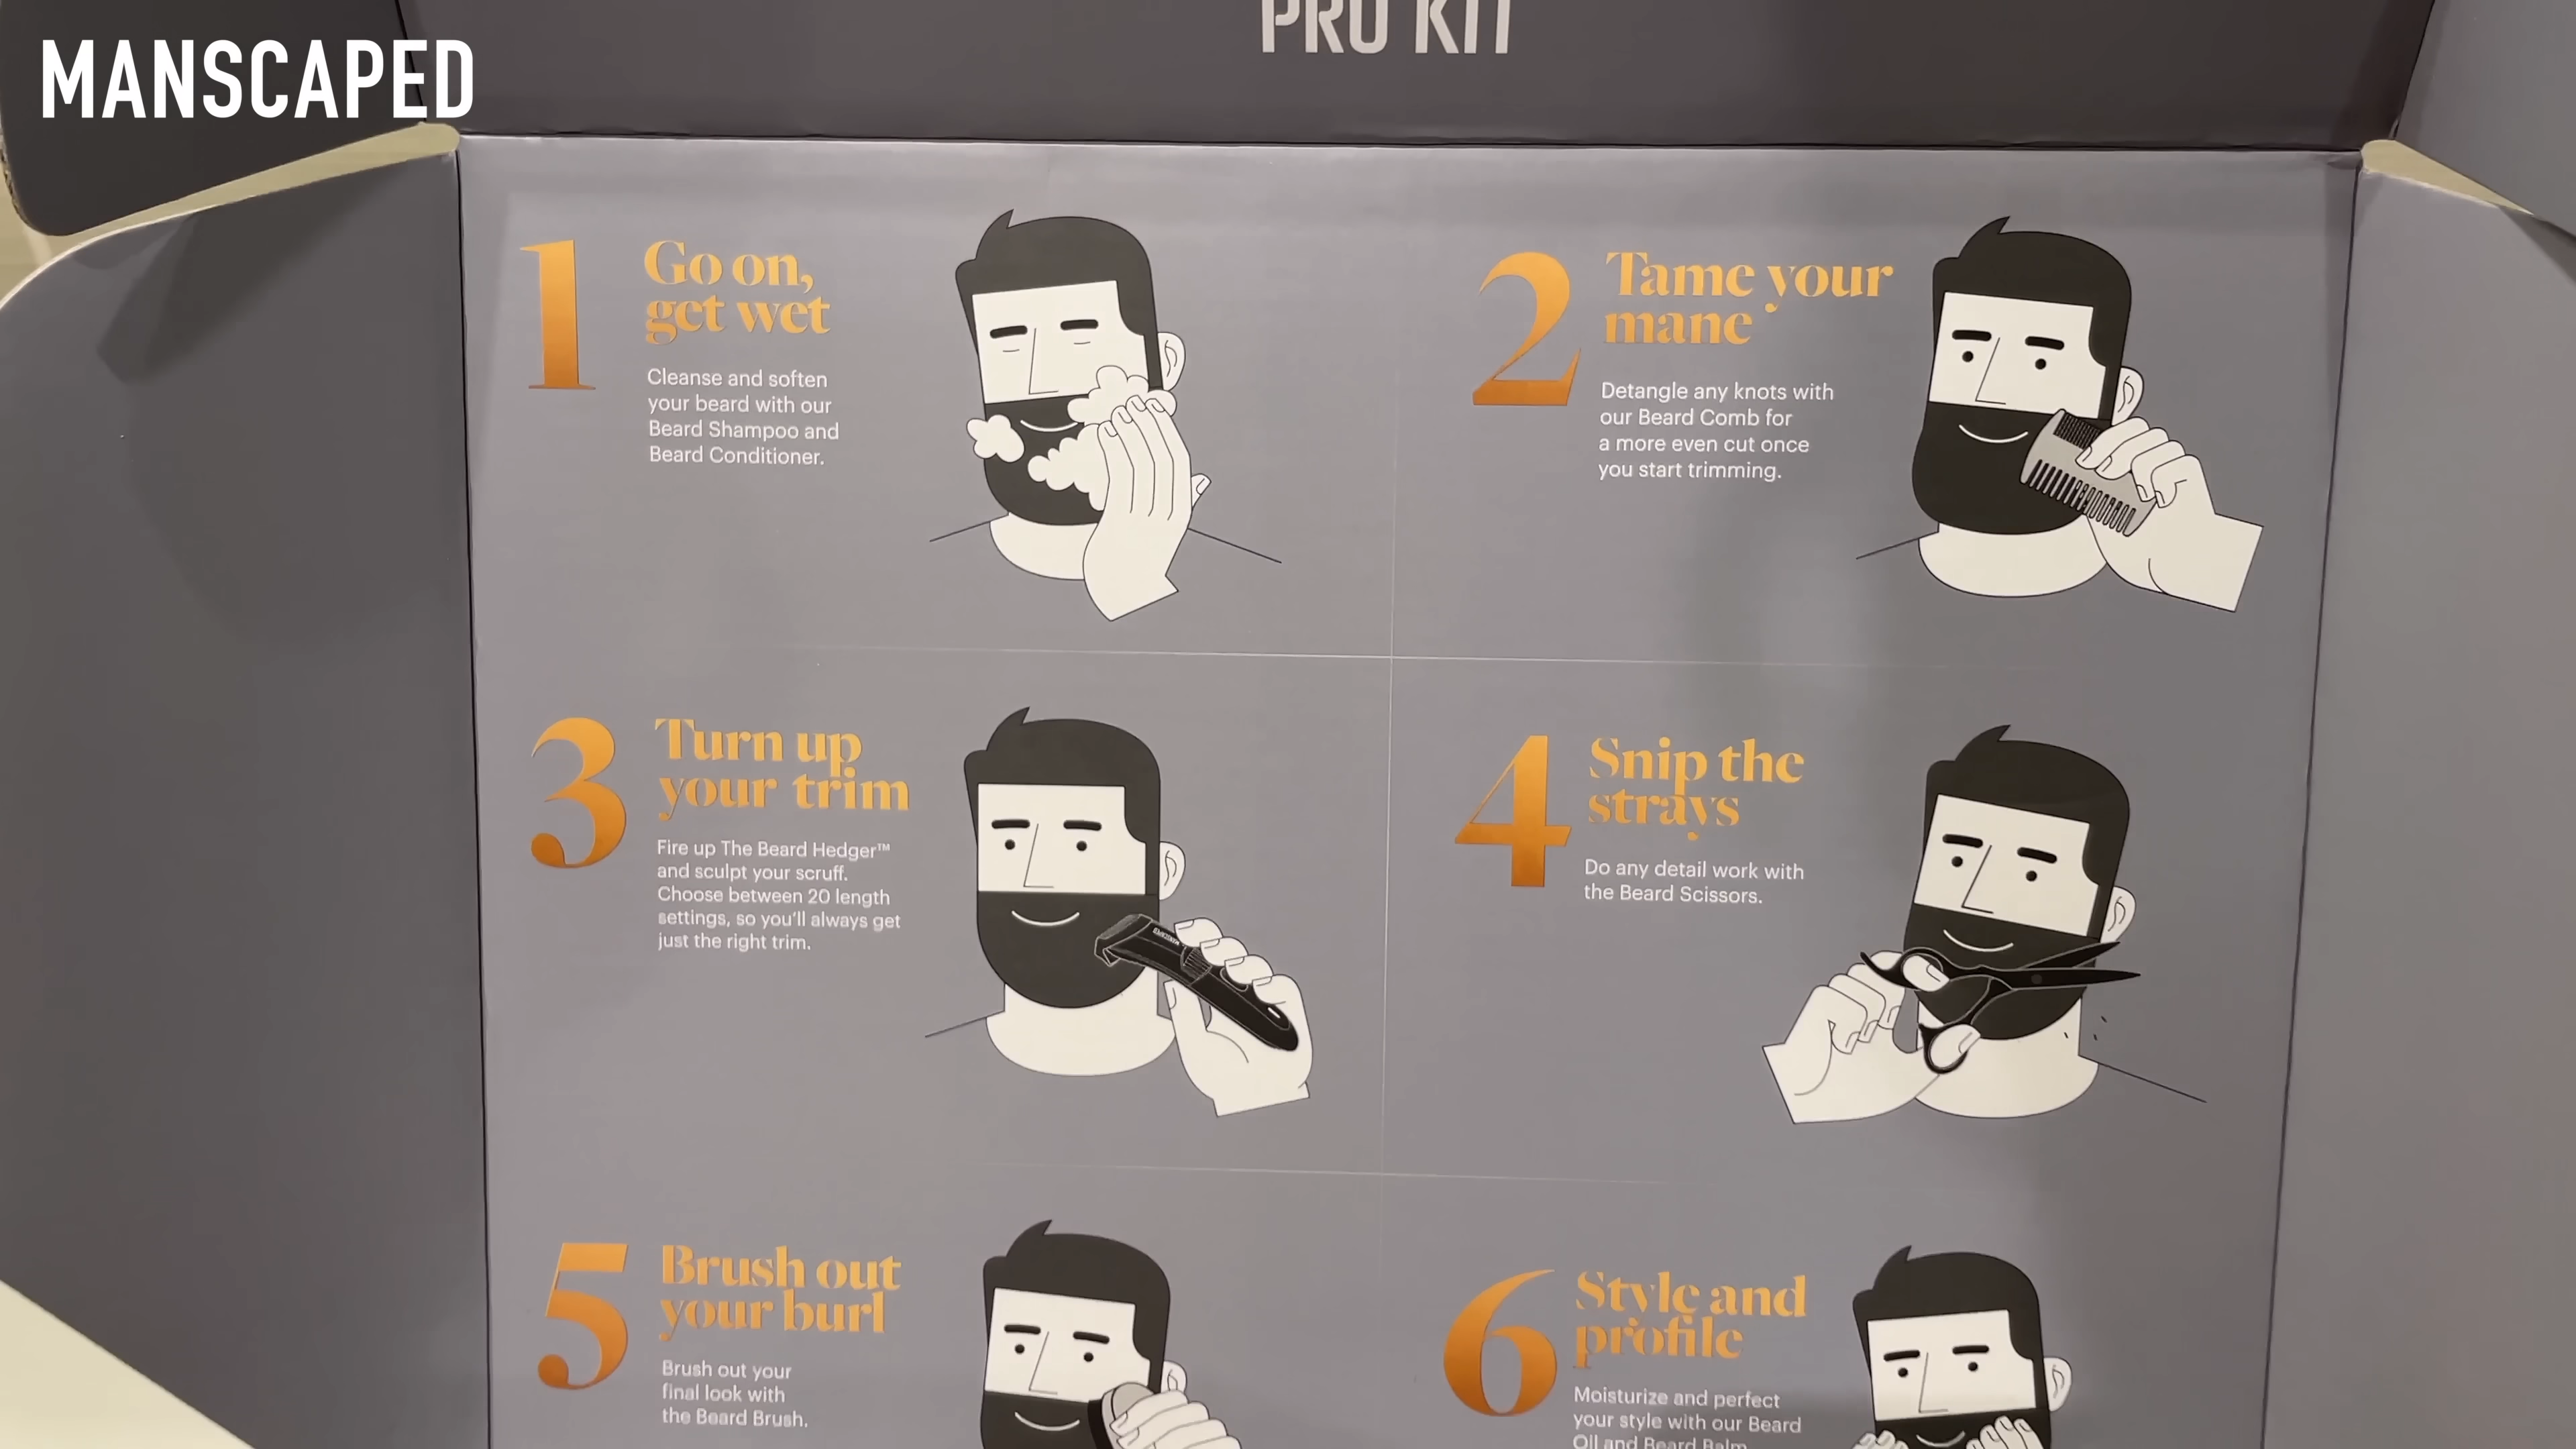 MANSCAPED
PRO KIT
1
Go on,
get wet
Cleanse and soften
your beard with our
Beard Shampoo and
Beard Conditioner.
2
Tame your
mane
Detangle any knots with
our Beard Comb for
a more even cut once
you start trimming.
3
Turn up
your trim
Fire up The Beard Hedger™
and sculpt your scruff.
Choose between 20 length
settings, so you'll always get
just the right trim.
MANSCAPED
4
Snip the
strays
Do any detail work with
the Beard Scissors.
5
Brush out
your burl
Brush out your
final look with
the Beard Brush.
6
Style and
profile
Moisturize and perfect
your style with our Beard
Oil and Beard Balm